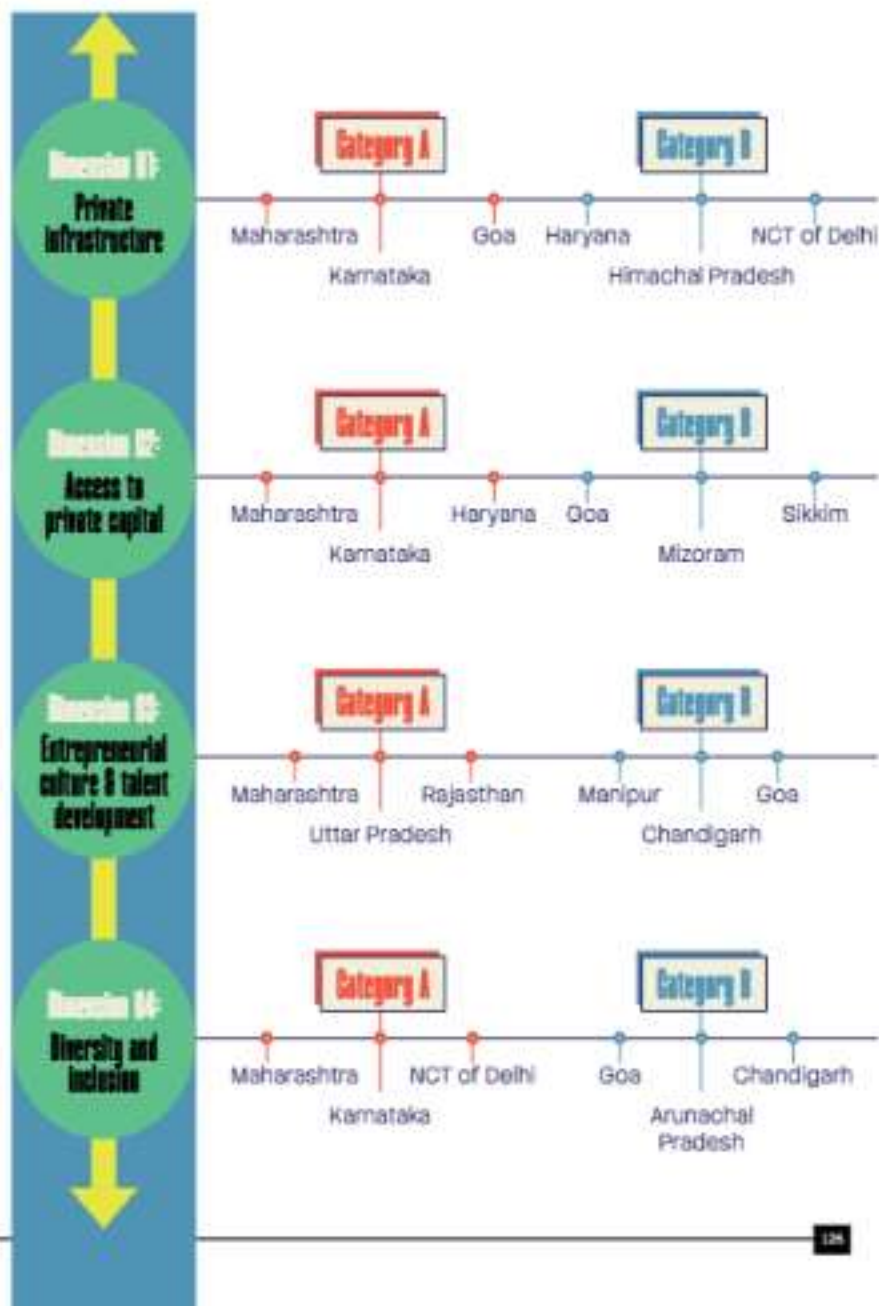 Dimension 01:
Private
infrastructure
Category A
Category B
Maharashtra
Goa
Haryana
NCT of Delhi
Karnataka
Himachal Pradesh
Dimension 02:
Access to
private capital
Category A
Category B
Maharashtra
Haryana
Goa
Sikkim
Karnataka
Mizoram
Dimension 03:
Entrepreneurial
culture & talent
development
Category A
Category B
Maharashtra
Rajasthan
Manipur
Goa
Uttar Pradesh
Chandigarh
Dimension 04:
Diversity and
inclusion
Category A
Category B
Maharashtra
NCT of Delhi
Goa
Chandigarh
Karnataka
Arunachal
Pradesh